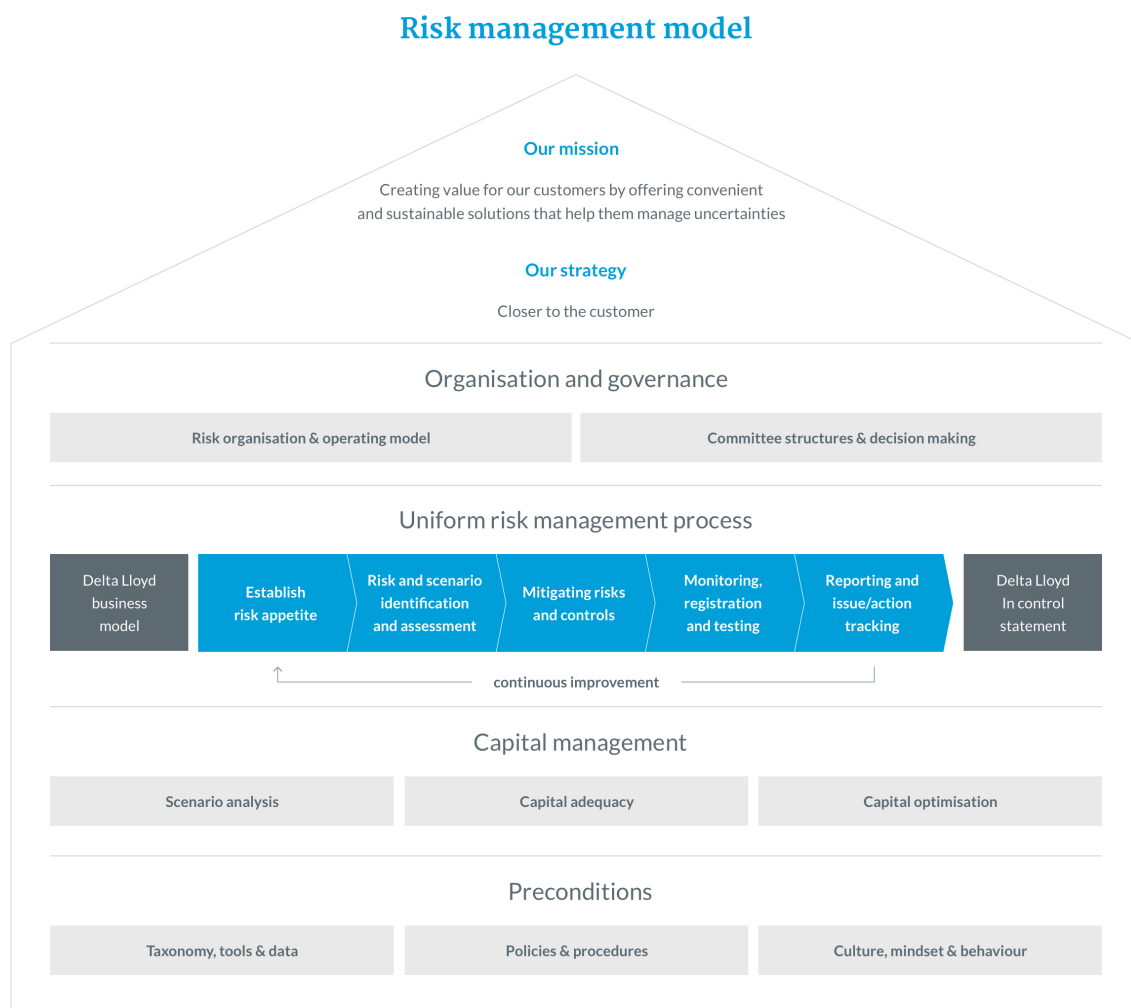 Risk management model
Our mission
Creating value for our customers by offering convenient
and sustainable solutions that help them manage uncertainties
Our strategy
Closer to the customer
Organisation and governance
Risk organisation & operating model
Committee structures & decision making
Uniform risk management process
Delta Lloyd
business
model
Establish
risk appetite
Risk and scenario
identification
and assessment
Mitigating risks
and controls
Monitoring,
registration
and testing
Reporting and
issue/action
tracking
Delta Lloyd
In control
statement
continuous improvement
Capital management
Scenario analysis
Capital adequacy
Capital optimisation
Preconditions
Taxonomy, tools & data
Policies & procedures
Culture, mindset & behaviour